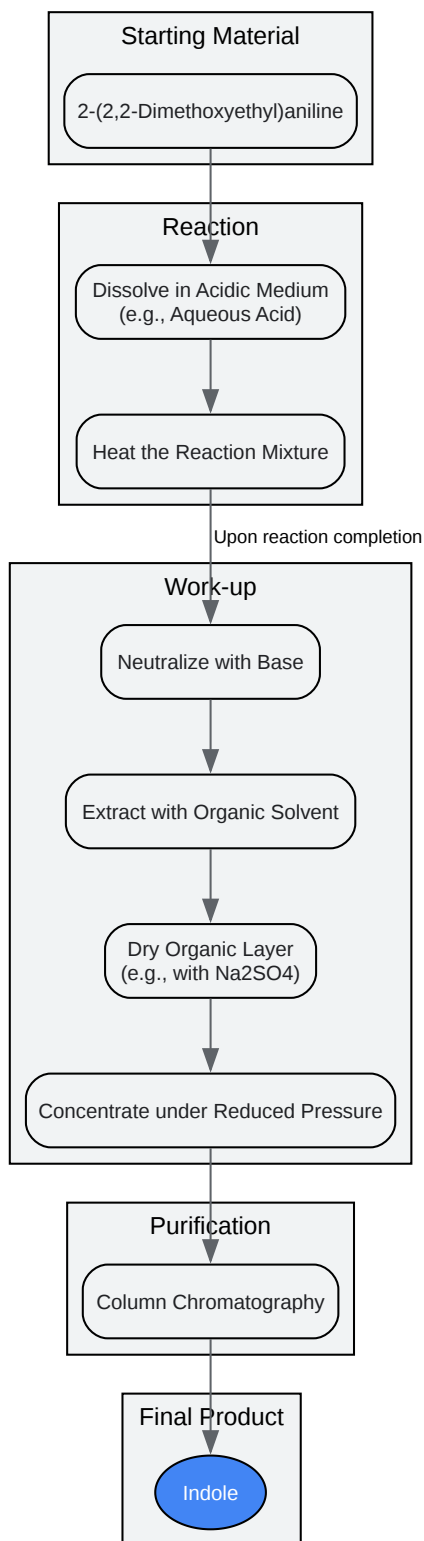 Starting Material
2-(2,2-Dimethoxyethyl)aniline
Reaction
Dissolve in Acidic Medium
(e.g., Aqueous Acid)
Heat the Reaction Mixture
Upon reaction completion
Work-up
Neutralize with Base
Extract with Organic Solvent
Dry Organic Layer
(e.g., with Na2SO4)
Concentrate under Reduced Pressure
Purification
Column Chromatography
Final Product
Indole